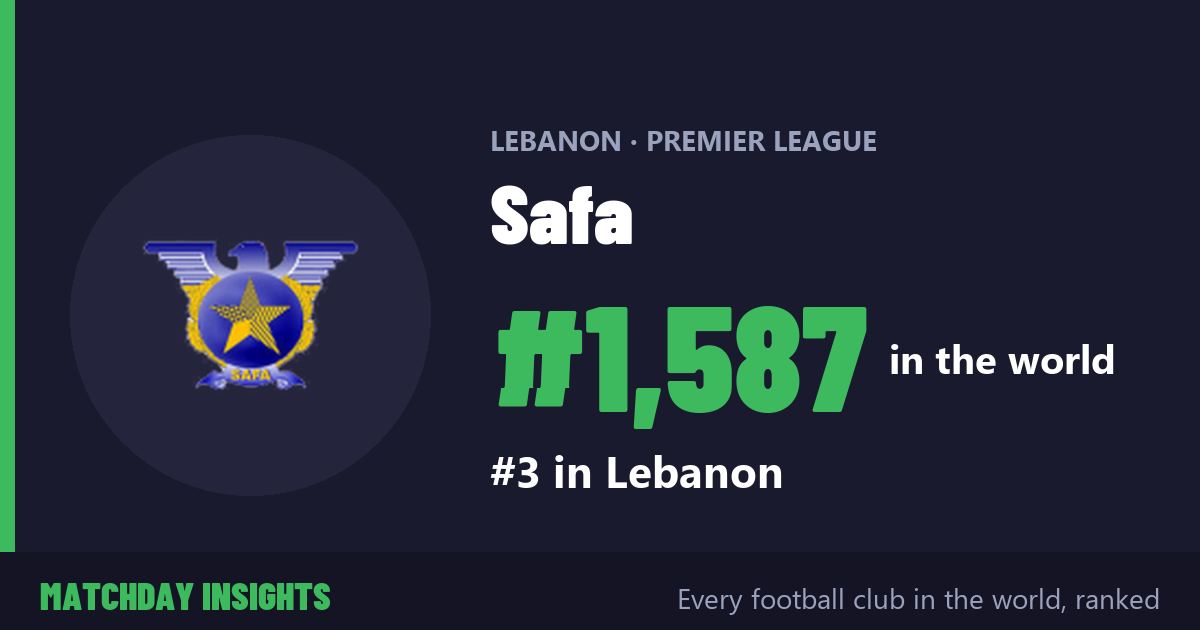 LEBANON · PREMIER LEAGUE
Safa
SAFA
#1,587 in the world
#3 in Lebanon
MATCHDAY INSIGHTS
Every football club in the world, ranked